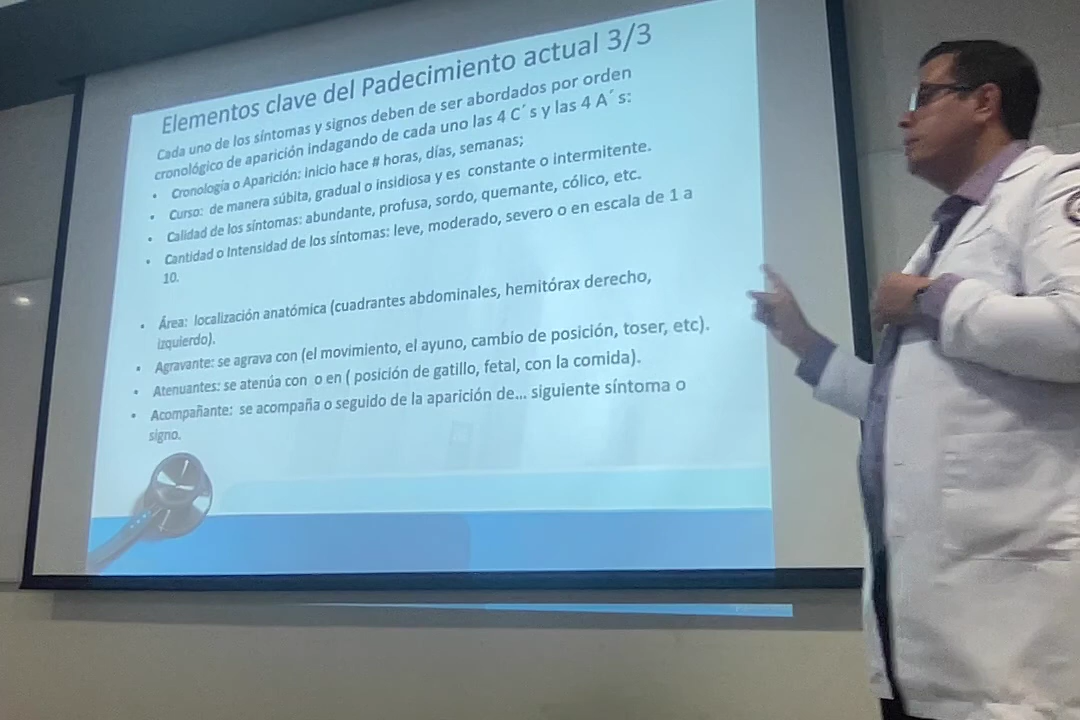 Elementos clave del Padecimiento actual 3/3
Cada uno de los síntomas y signos deben de ser abordados por orden
cronológico de aparición indagando de cada uno las 4 C´s y las 4 A´s:
• Cronología o Aparición: inicio hace # horas, días, semanas;
• Curso: de manera súbita, gradual o insidiosa y es constante o intermitente.
• Calidad de los síntomas: abundante, profusa, sordo, quemante, cólico, etc.
• Cantidad o Intensidad de los síntomas: leve, moderado, severo o en escala de 1 a
10.
• Área: localización anatómica (cuadrantes abdominales, hemitórax derecho,
izquierdo).
• Agravante: se agrava con (el movimiento, el ayuno, cambio de posición, toser, etc).
• Atenuantes: se atenúa con o en ( posición de gatillo, fetal, con la comida).
• Acompañante: se acompaña o seguido de la aparición de... siguiente síntoma o
signo.